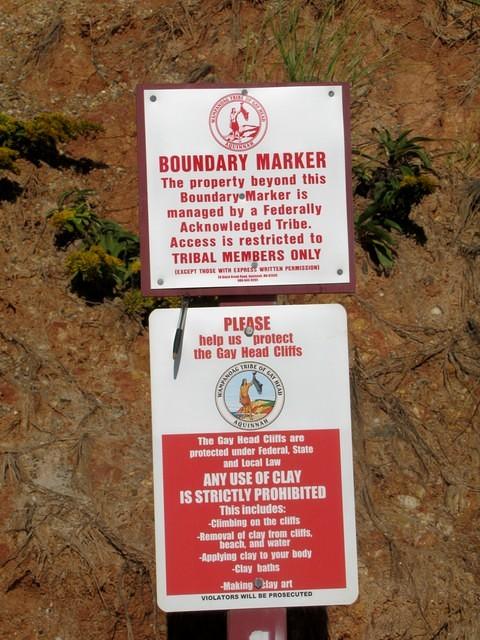 WAMPANOAG TRIBE OF GAY HEAD
AQUINNAH
BOUNDARY MARKER
The property beyond this
Boundary Marker is
managed by a Federally
Acknowledged Tribe.
Access is restricted to
TRIBAL MEMBERS ONLY
(EXCEPT THOSE WITH EXPRESS WRITTEN PERMISSION)
PLEASE
help us protect
the Gay Head Cliffs
WAMPANOAG TRIBE OF GAY HEAD
AQUINNAH
The Gay Head Cliffs are
protected under Federal, State
and Local Law
ANY USE OF CLAY
IS STRICTLY PROHIBITED
This includes:
-Climbing on the cliffs
-Removal of clay from cliffs,
beach, and water
-Applying clay to your body
-Clay baths
-Making clay art
VIOLATORS WILL BE PROSECUTED